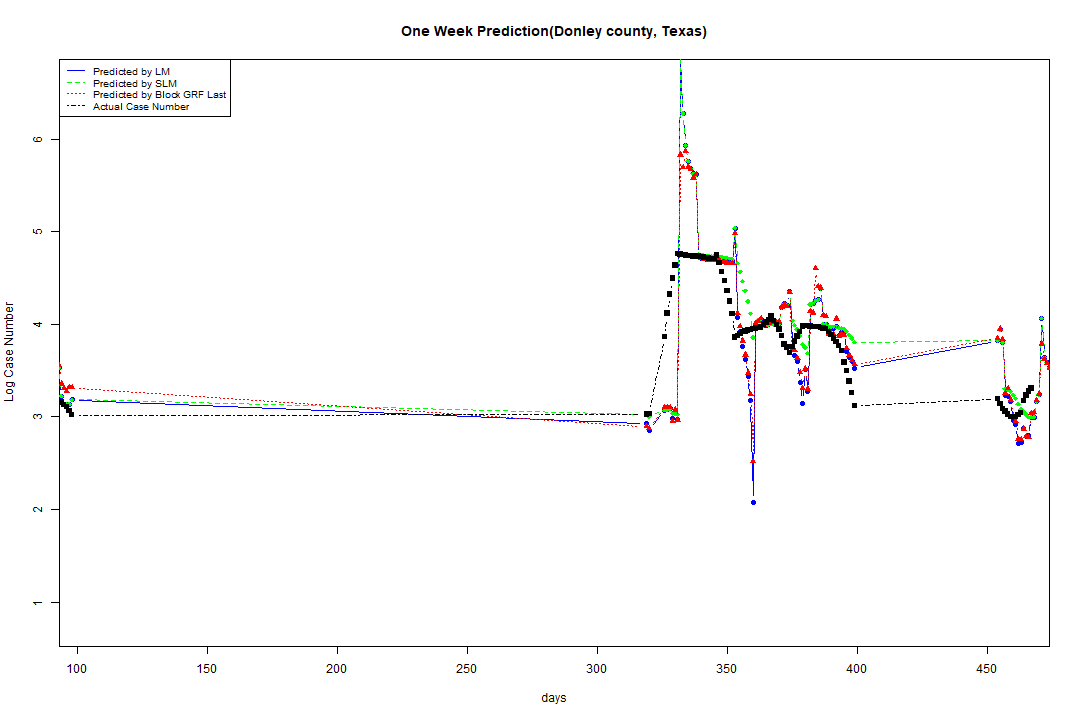 One Week Prediction(Donley county, Texas)
Predicted by LM
Predicted by SLM
Predicted by Block GRF Last
Actual Case Number
Log Case Number
6
5
4
3
2
1
100 150 200 250 300 350 400 450
days